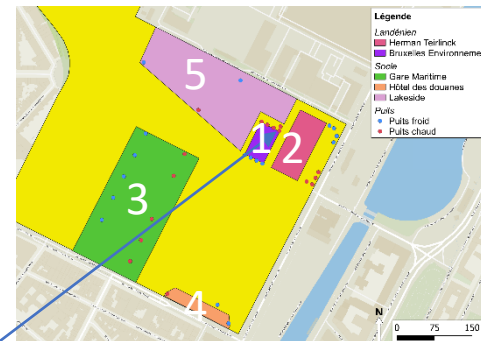 Légende
Landénien
Herman Teirlinck
Bruxelles Environneme
Socle
Gare Maritime
Hôtel des douanes
Lakeside
Puits
Puits froid
Puits chaud
5
1
2
3
4
N
0 75 150